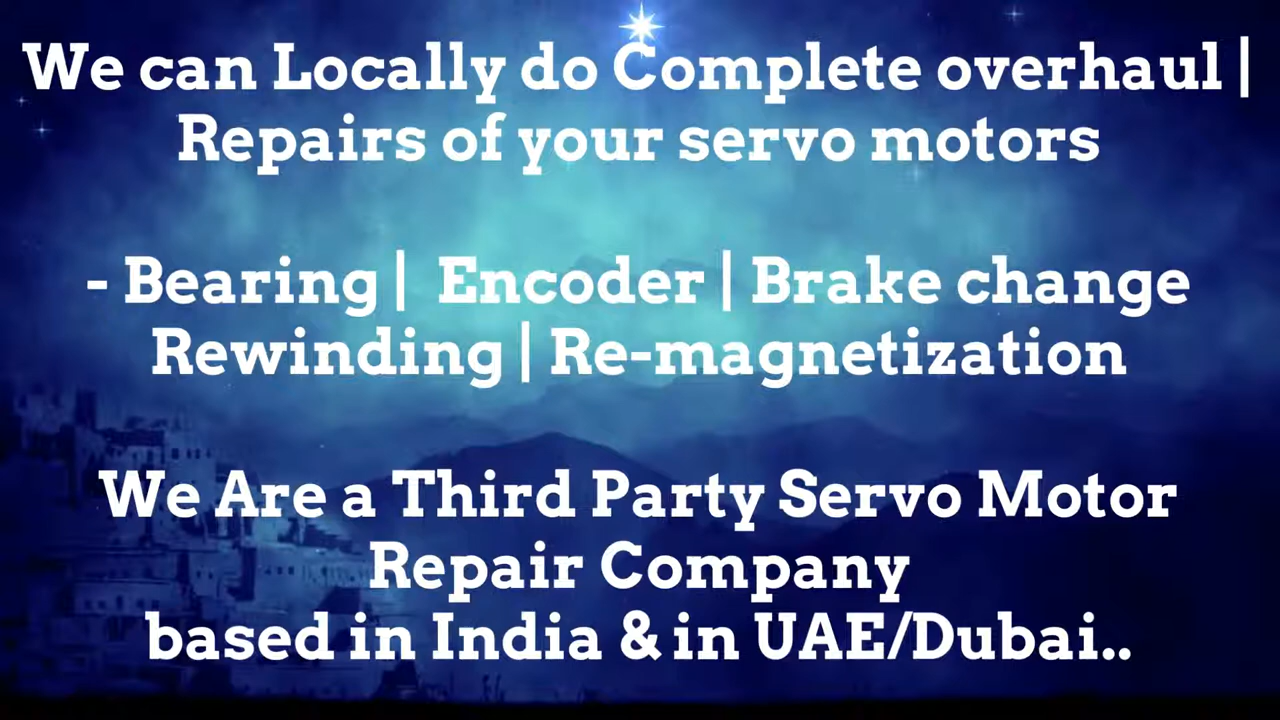 We can Locally do Complete overhaul |
Repairs of your servo motors
- Bearing | Encoder | Brake change
Rewinding | Re-magnetization
We Are a Third Party Servo Motor
Repair Company
based in India & in UAE/Dubai..